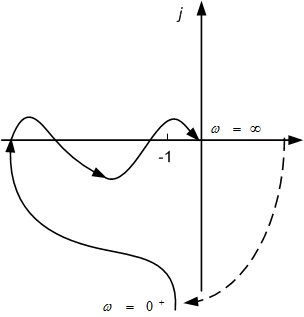 j
ω = ∞
-1
ω = 0⁺